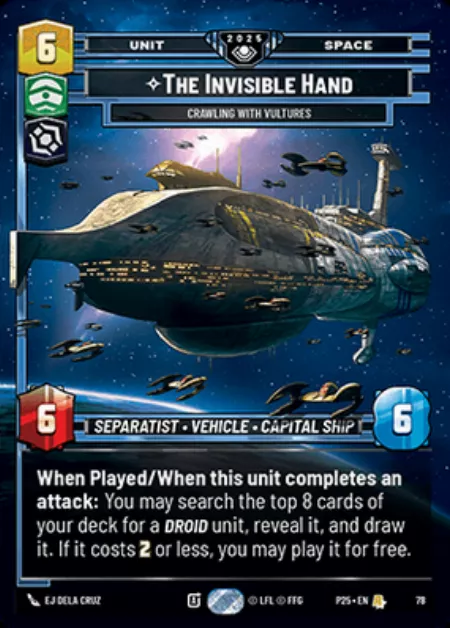 6
UNIT
2025
SPACE
THE INVISIBLE HAND
CRAWLING WITH VULTURES
6
SEPARATIST • VEHICLE • CAPITAL SHIP
6
When Played/When this unit completes an
attack: You may search the top 8 cards of
your deck for a DROID unit, reveal it, and draw
it. If it costs 2 or less, you may play it for free.
EJ DELA CRUZ
© LFL © FFG
P25 • EN
78